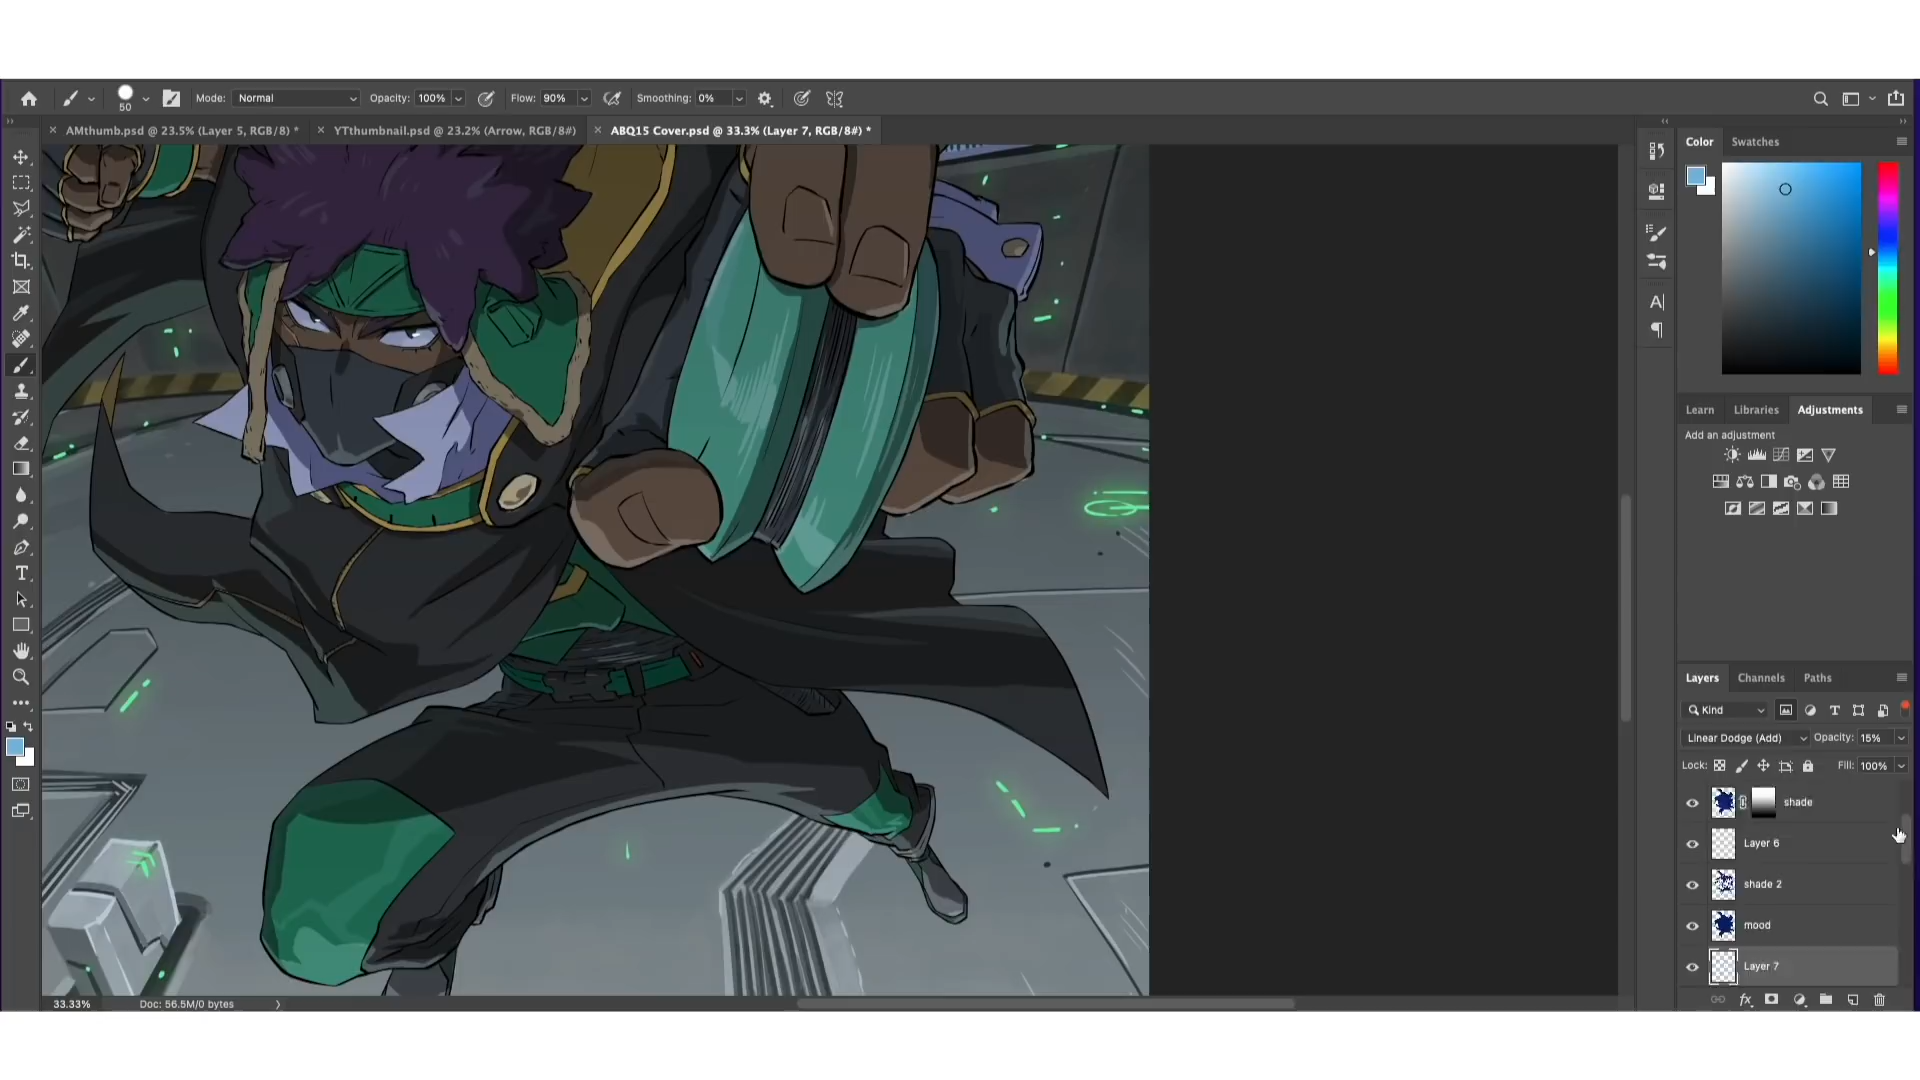 50 Mode: Normal Opacity: 100% Flow: 90% Smoothing: 0%
AMthumb.psd @ 23.5% (Layer 5, RGB/8) * YTthumbnail.psd @ 23.2% (Arrow, RGB/8#) ABQ15 Cover.psd @ 33.3% (Layer 7, RGB/8#) *
Color Swatches
Learn Libraries Adjustments
Add an adjustment
Layers Channels Paths
Kind
Linear Dodge (Add) Opacity: 15%
Lock: Fill: 100%
shade
Layer 6
shade 2
mood
Layer 7
33.33% Doc: 56.5M/0 bytes